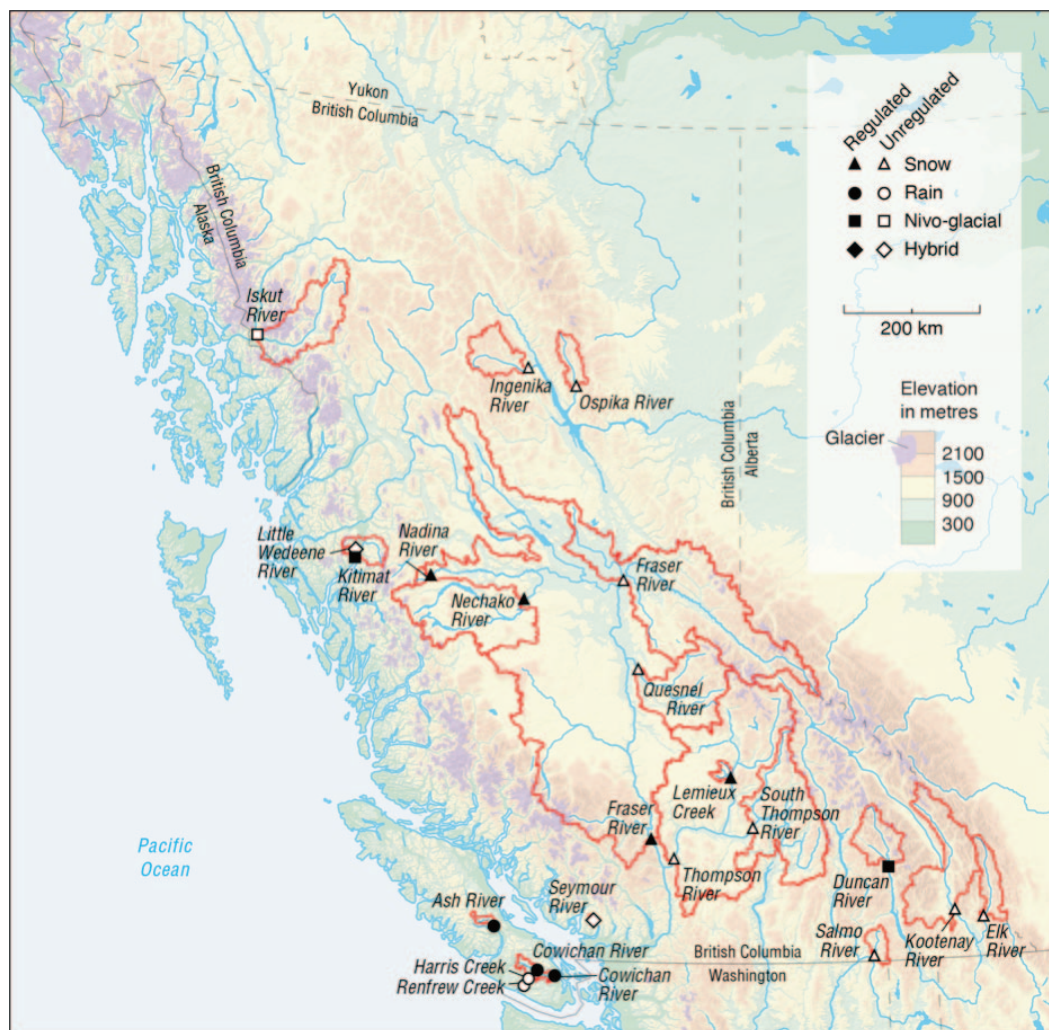 Yukon
British Columbia
British Columbia
Alaska
Regulated
Unregulated
Snow
Rain
Nivo-glacial
Hybrid
200 km
Elevation
in metres
Glacier
2100
1500
900
300
Iskut
River
Ingenika
River
Ospika River
British Columbia
Alberta
Little
Wedeene
River
Kitimat
River
Nadina
River
Nechako
River
Fraser
River
Quesnel
River
Lemieux
Creek
South
Thompson
River
Fraser
River
Thompson
River
Duncan
River
Pacific
Ocean
Seymour
River
Ash River
Salmo
River
Kootenay
River
Elk
River
Cowichan River
Harris Creek
Renfrew Creek
Cowichan
River
British Columbia
Washington